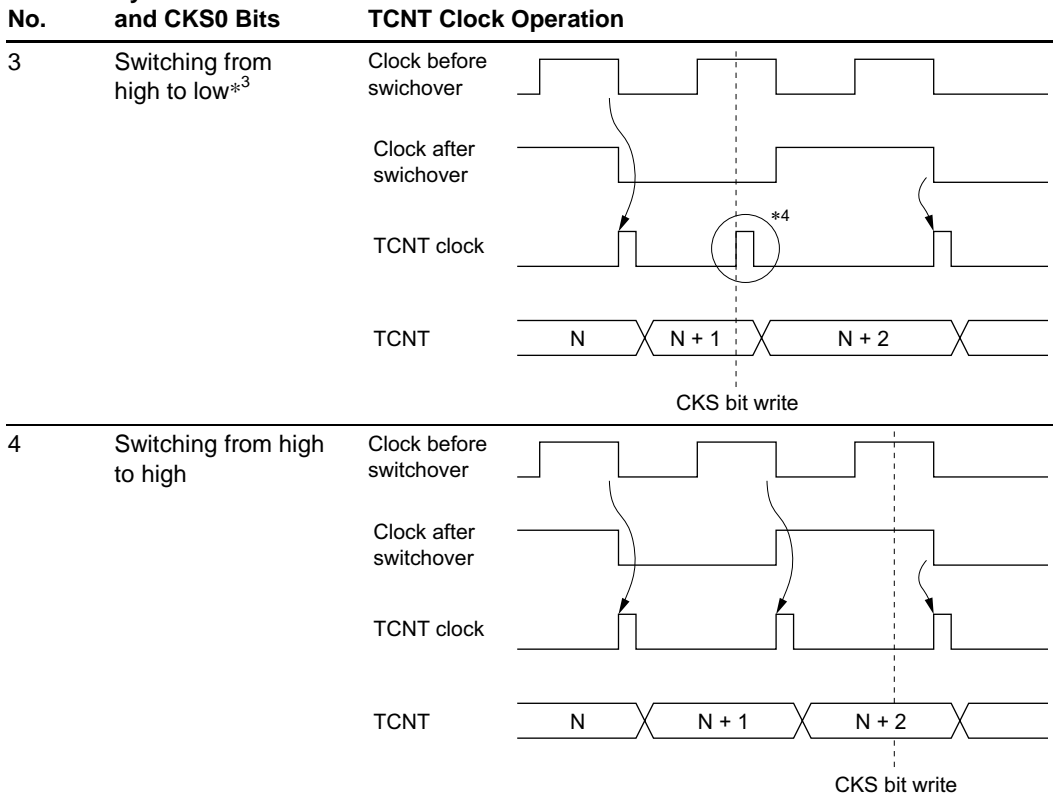 No.
and CKS0 Bits
TCNT Clock Operation
3
Switching from
high to low*3
Clock before
swichover
Clock after
swichover
*4
TCNT clock
TCNT
N
N + 1
N + 2
CKS bit write
4
Switching from high
to high
Clock before
switchover
Clock after
switchover
TCNT clock
TCNT
N
N + 1
N + 2
CKS bit write